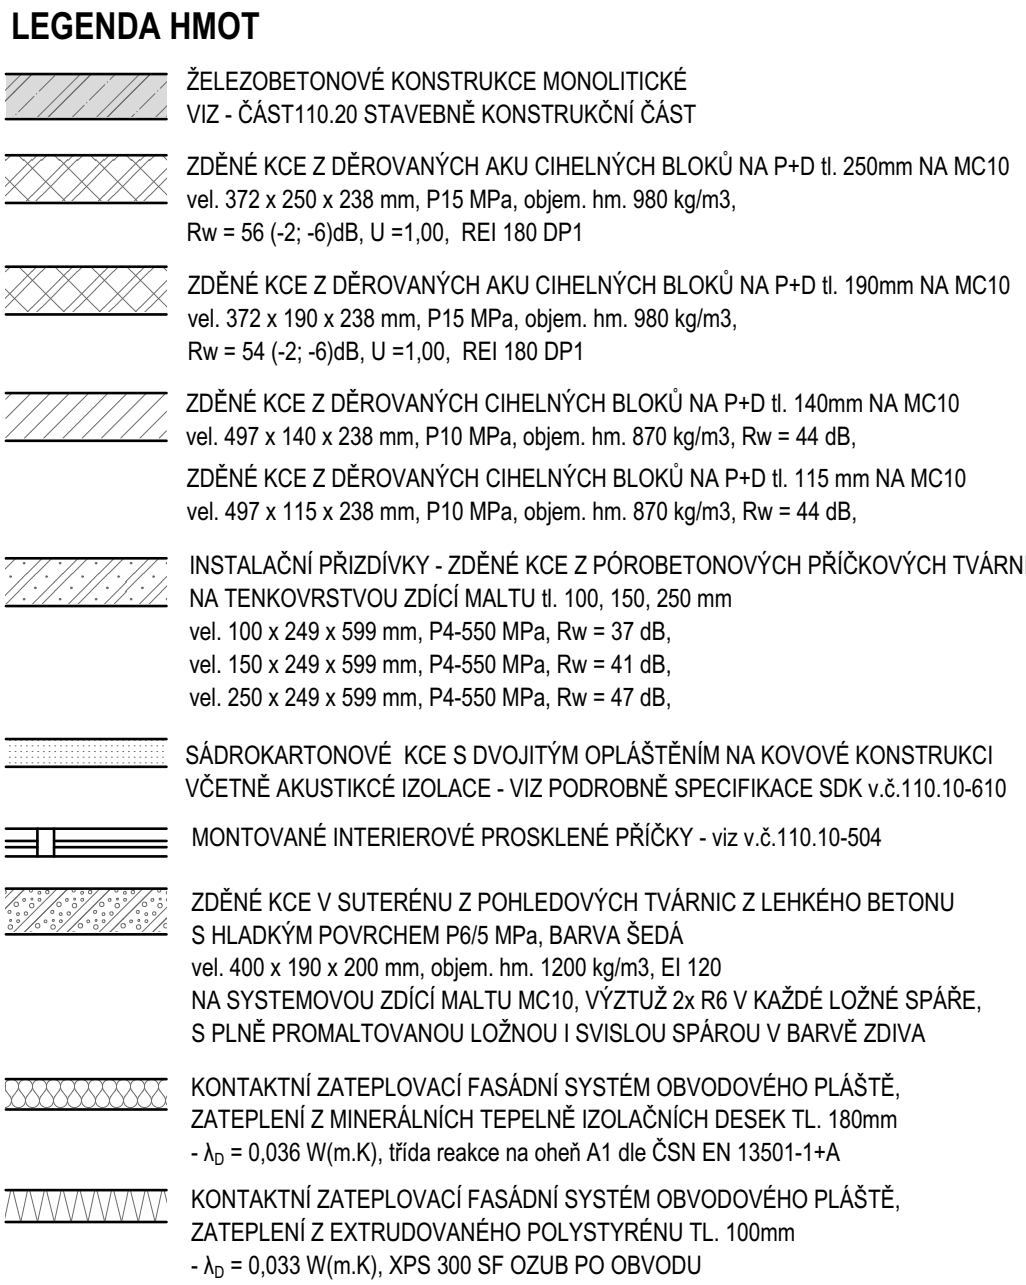 LEGENDA HMOT
ŽELEZOBETONOVÉ KONSTRUKCE MONOLITICKÉ
VIZ - ČÁST110.20 STAVEBNĚ KONSTRUKČNÍ ČÁST
ZDĚNÉ KCE Z DĚROVANÝCH AKU CIHELNÝCH BLOKŮ NA P+D tl. 250mm NA MC10
vel. 372 x 250 x 238 mm, P15 MPa, objem. hm. 980 kg/m3,
Rw = 56 (-2; -6)dB, U =1,00, REI 180 DP1
ZDĚNÉ KCE Z DĚROVANÝCH AKU CIHELNÝCH BLOKŮ NA P+D tl. 190mm NA MC10
vel. 372 x 190 x 238 mm, P15 MPa, objem. hm. 980 kg/m3,
Rw = 54 (-2; -6)dB, U =1,00, REI 180 DP1
ZDĚNÉ KCE Z DĚROVANÝCH CIHELNÝCH BLOKŮ NA P+D tl. 140mm NA MC10
vel. 497 x 140 x 238 mm, P10 MPa, objem. hm. 870 kg/m3, Rw = 44 dB,
ZDĚNÉ KCE Z DĚROVANÝCH CIHELNÝCH BLOKŮ NA P+D tl. 115 mm NA MC10
vel. 497 x 115 x 238 mm, P10 MPa, objem. hm. 870 kg/m3, Rw = 44 dB,
INSTALAČNÍ PŘIZDÍVKY - ZDĚNÉ KCE Z PÓROBETONOVÝCH PŘÍČKOVÝCH TVÁRNI
NA TENKOVRSTVOU ZDÍCÍ MALTU tl. 100, 150, 250 mm
vel. 100 x 249 x 599 mm, P4-550 MPa, Rw = 37 dB,
vel. 150 x 249 x 599 mm, P4-550 MPa, Rw = 41 dB,
vel. 250 x 249 x 599 mm, P4-550 MPa, Rw = 47 dB,
SÁDROKARTONOVÉ KCE S DVOJITÝM OPLÁŠTĚNÍM NA KOVOVÉ KONSTRUKCI
VČETNĚ AKUSTIKCÉ IZOLACE - VIZ PODROBNĚ SPECIFIKACE SDK v.č.110.10-610
MONTOVANÉ INTERIEROVÉ PROSKLENÉ PŘÍČKY - viz v.č.110.10-504
ZDĚNÉ KCE V SUTERÉNU Z POHLEDOVÝCH TVÁRNIC Z LEHKÉHO BETONU
S HLADKÝM POVRCHEM P6/5 MPa, BARVA ŠEDÁ
vel. 400 x 190 x 200 mm, objem. hm. 1200 kg/m3, EI 120
NA SYSTEMOVOU ZDÍCÍ MALTU MC10, VÝZTUŽ 2x R6 V KAŽDÉ LOŽNÉ SPÁŘE,
S PLNĚ PROMALTOVANOU LOŽNOU I SVISLOU SPÁROU V BARVĚ ZDIVA
KONTAKTNÍ ZATEPLOVACÍ FASÁDNÍ SYSTÉM OBVODOVÉHO PLÁŠTĚ,
ZATEPLENÍ Z MINERÁLNÍCH TEPELNĚ IZOLAČNÍCH DESEK TL. 180mm
- λD = 0,036 W(m.K), třída reakce na oheň A1 dle ČSN EN 13501-1+A
KONTAKTNÍ ZATEPLOVACÍ FASÁDNÍ SYSTÉM OBVODOVÉHO PLÁŠTĚ,
ZATEPLENÍ Z EXTRUDOVANÉHO POLYSTYRÉNU TL. 100mm
- λD = 0,033 W(m.K), XPS 300 SF OZUB PO OBVODU